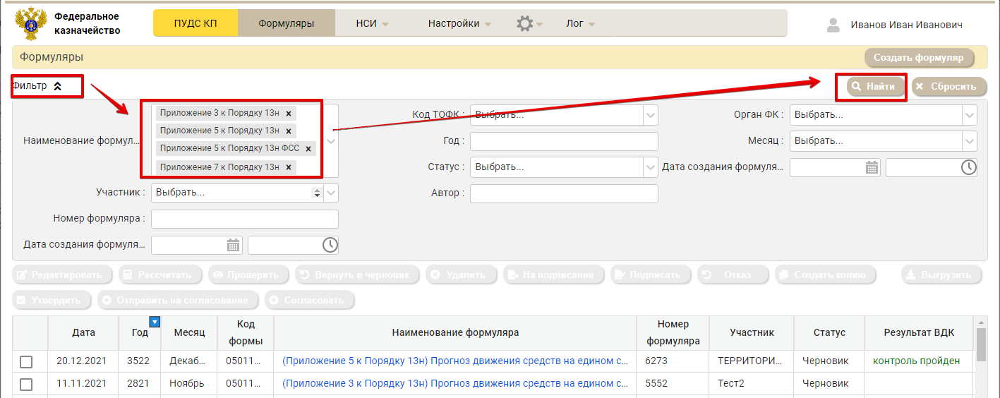 Федеральное
казначейство
ПУДС КП Формуляры НСИ Настройки Лог
Иванов Иван Иванович
Формуляры Создать формуляр
Фильтр Найти Сбросить
Приложение 3 к Порядку 13н
Приложение 5 к Порядку 13н
Приложение 5 к Порядку 13н ФСС
Приложение 7 к Порядку 13н
Наименование формул...
Код ТОФК : Выбрать... Орган ФК : Выбрать...
Год : Месяц : Выбрать...
Статус : Выбрать... Дата создания формуля...
Участник : Выбрать... Автор :
Номер формуляра :
Дата создания формуля...
Редактировать Рассчитать Проверить Вернуть в черновик Удалить На подписание Подписать Отказ Создать копию Выгрузить
Утвердить Отправить на согласование Согласовать
Дата Год Месяц Код формы Наименование формуляра Номер формуляра Участник Статус Результат ВДК
20.12.2021 3522 Декаб... 05011... (Приложение 5 к Порядку 13н) Прогноз движения средств на едином с... 6273 ТЕРРИТОРИ... Черновик контроль пройден
11.11.2021 2821 Ноябрь 05011... (Приложение 3 к Порядку 13н) Прогноз движения средств на едином с... 5552 Тест2 Черновик